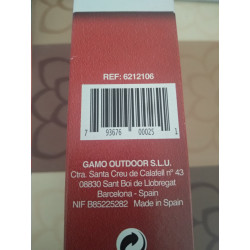 REF: 6212106
7 93676 00025 1
GAMO OUTDOOR S.L.U.
Ctra. Santa Creu de Calafell nº 43
08830 Sant Boi de Llobregat
Barcelona - Spain
NIF B85225282 Made in Spain